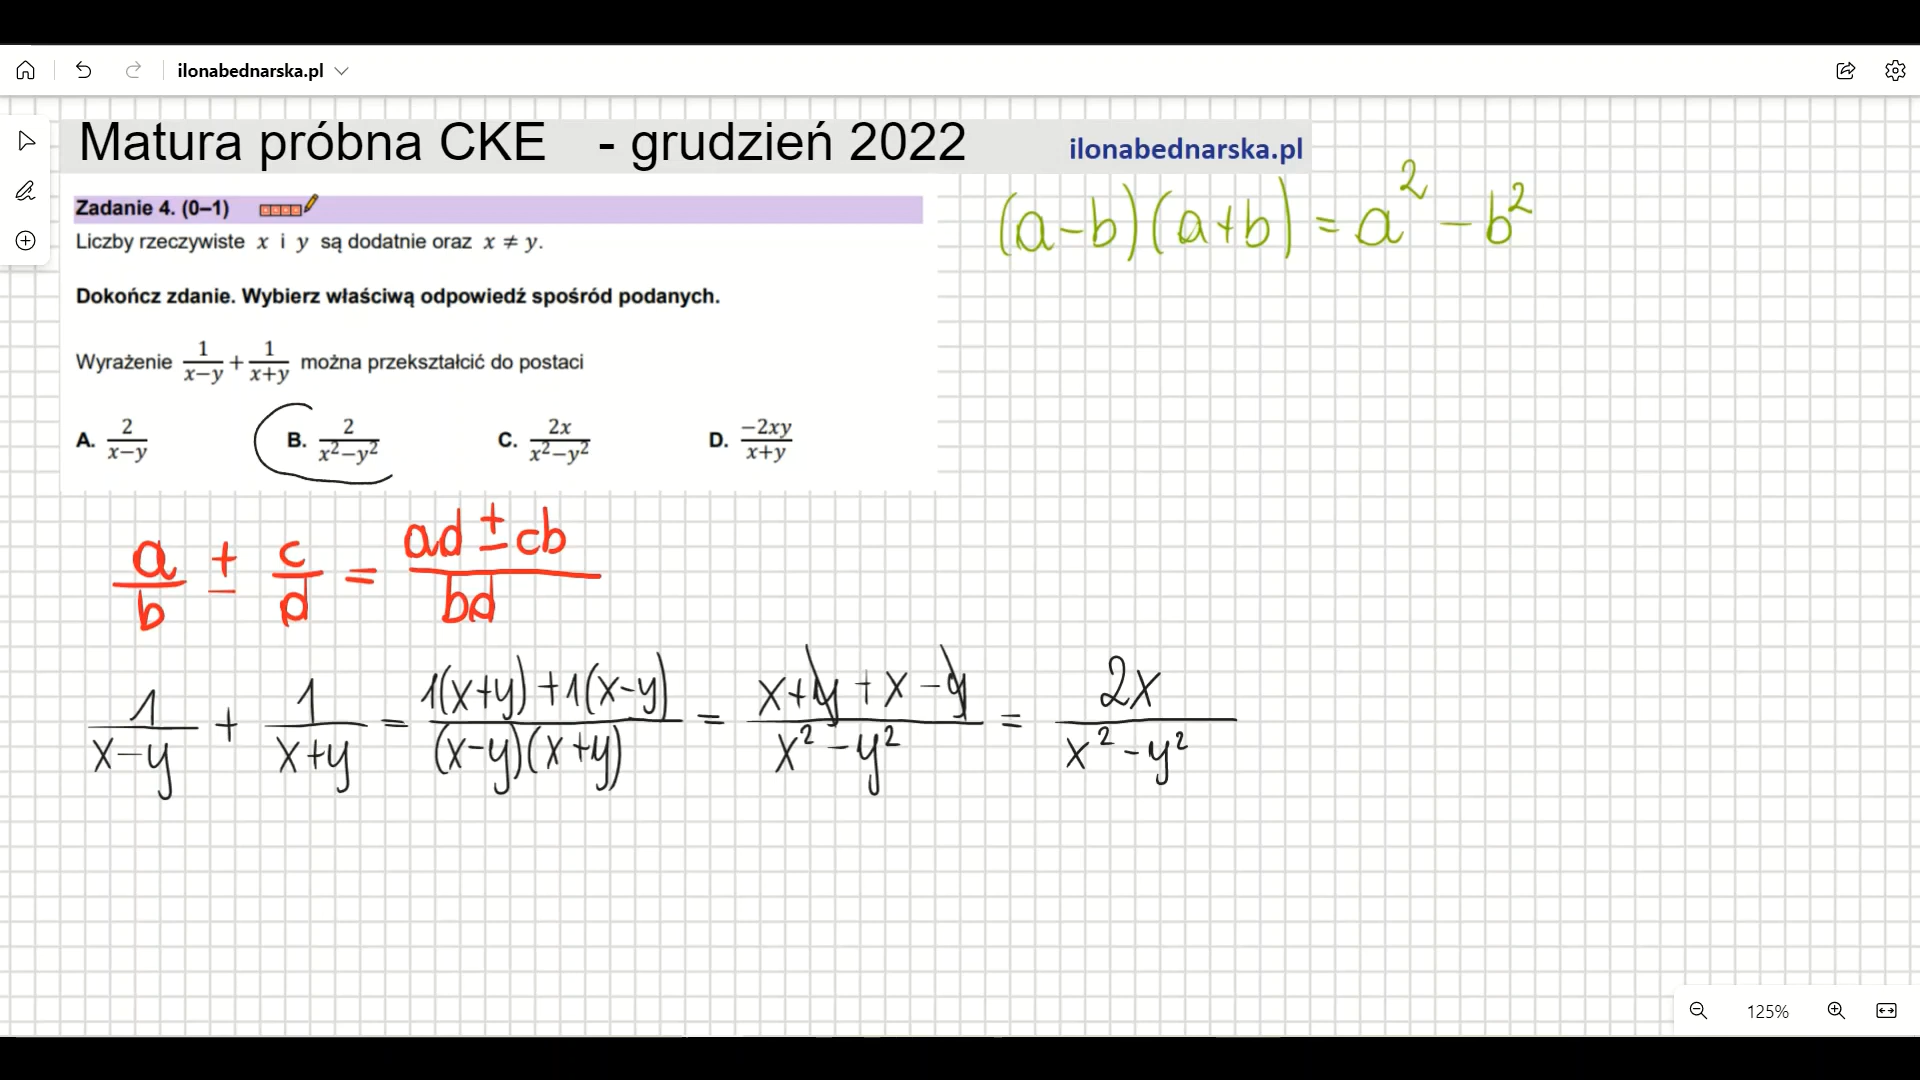 ilonabednarska.pl
Matura próbna CKE - grudzień 2022 ilonabednarska.pl
Zadanie 4. (0–1)
Liczby rzeczywiste x i y są dodatnie oraz x ≠ y.
Dokończ zdanie. Wybierz właściwą odpowiedź spośród podanych.
Wyrażenie 1/(x−y) + 1/(x+y) można przekształcić do postaci
A. 2/(x−y) B. 2/(x²−y²) C. 2x/(x²−y²) D. −2xy/(x+y)
(a-b)(a+b) = a² - b²
a/b ± c/d = (ad ± cb)/bd
1/(x-y) + 1/(x+y) = (1(x+y)+1(x-y))/((x-y)(x+y)) = (x+y+x-y)/(x²-y²) = 2x/(x²-y²)
125%